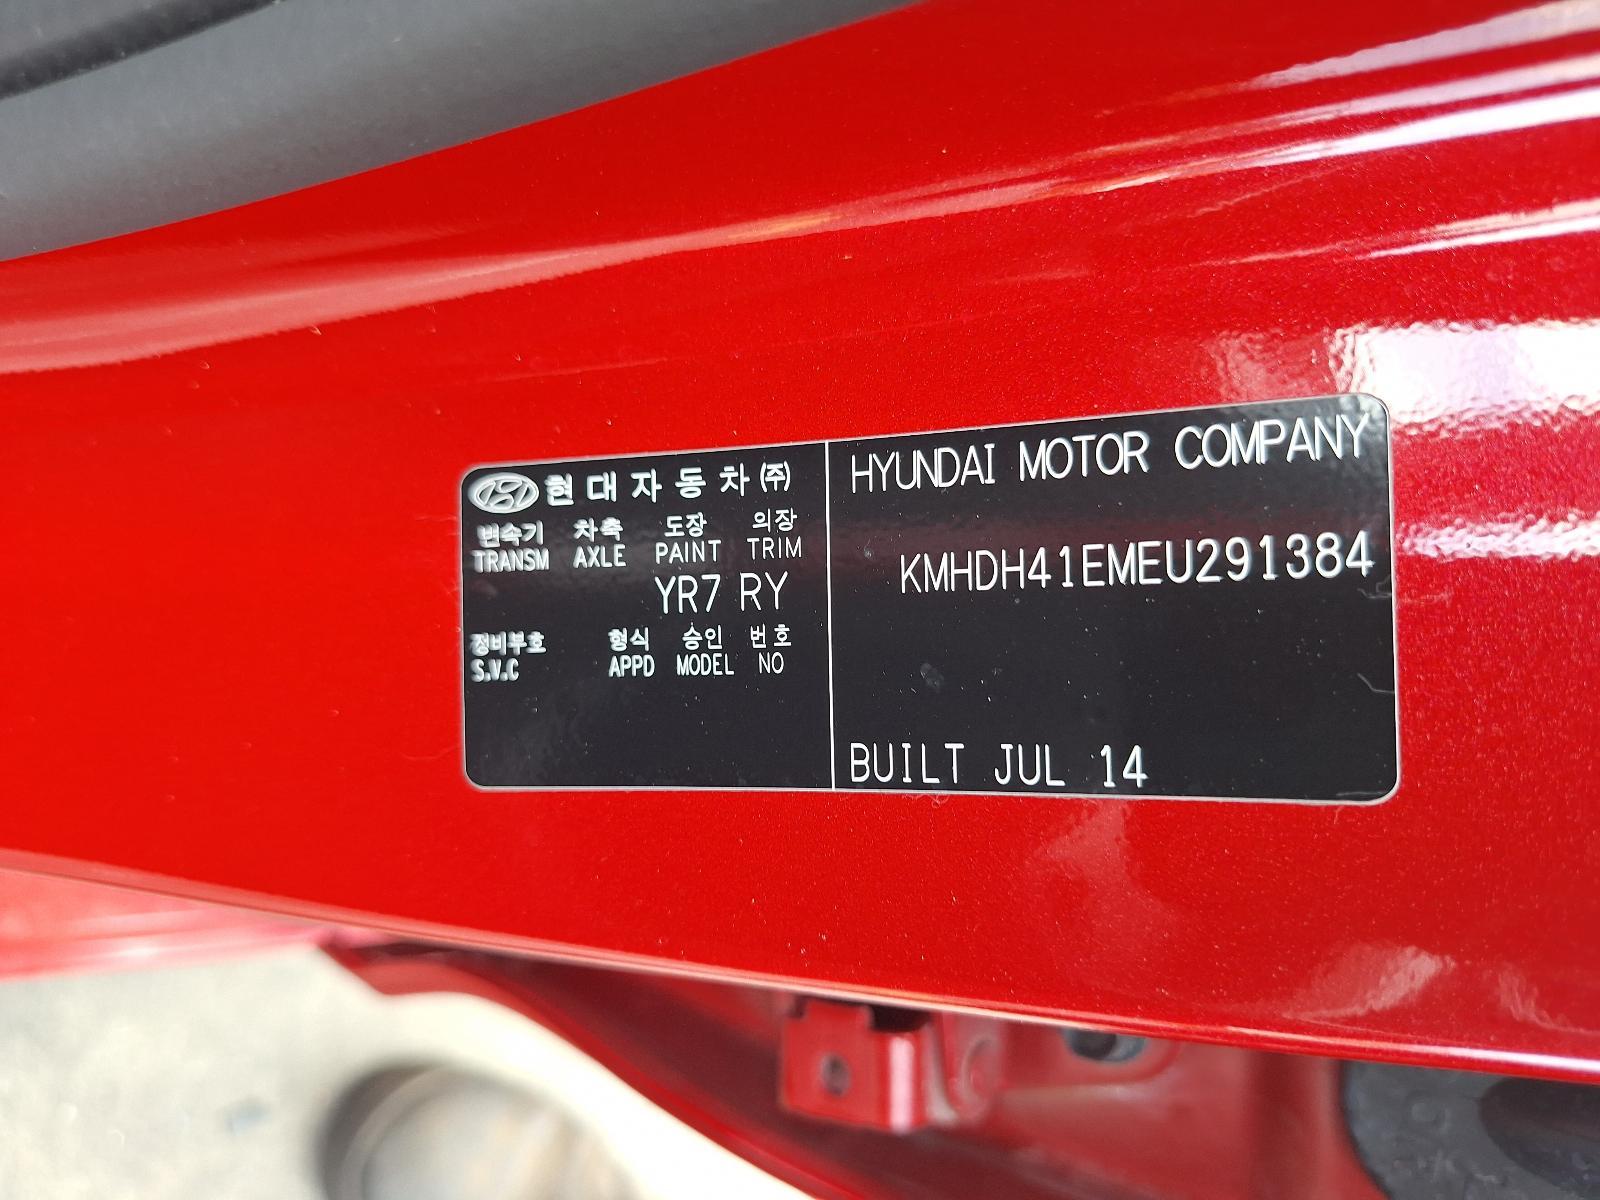 현대자동차㈜
변속기 차축 도장 의장
TRANSM AXLE PAINT TRIM
YR7 RY
정비부호 형식 승인 번호
S.V.C APPD MODEL NO
HYUNDAI MOTOR COMPANY
KMHDH41EMEU291384
BUILT JUL 14